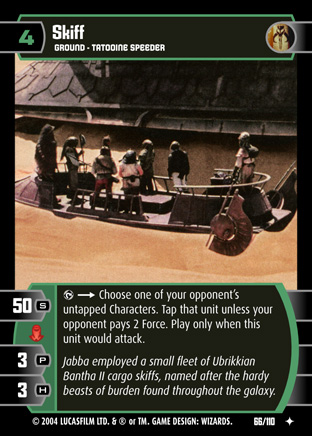 4
Skiff
GROUND - TATOOINE SPEEDER
50 S
3 P
3 H
Choose one of your opponent's
untapped Characters. Tap that unit unless your
opponent pays 2 Force. Play only when this
unit would attack.
Jabba employed a small fleet of Ubrikkian
Bantha II cargo skiffs, named after the hardy
beasts of burden found throughout the galaxy.
© 2004 LUCASFILM LTD. & ® or TM. GAME DESIGN: WIZARDS.
66/110